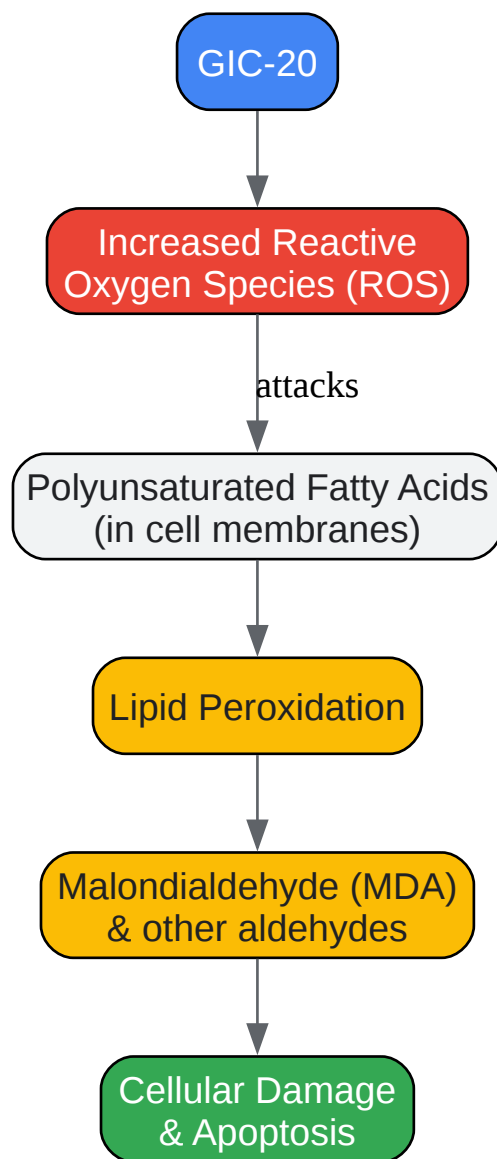 GIC-20
Increased Reactive
Oxygen Species (ROS)
attacks
Polyunsaturated Fatty Acids
(in cell membranes)
Lipid Peroxidation
Malondialdehyde (MDA)
& other aldehydes
Cellular Damage
& Apoptosis